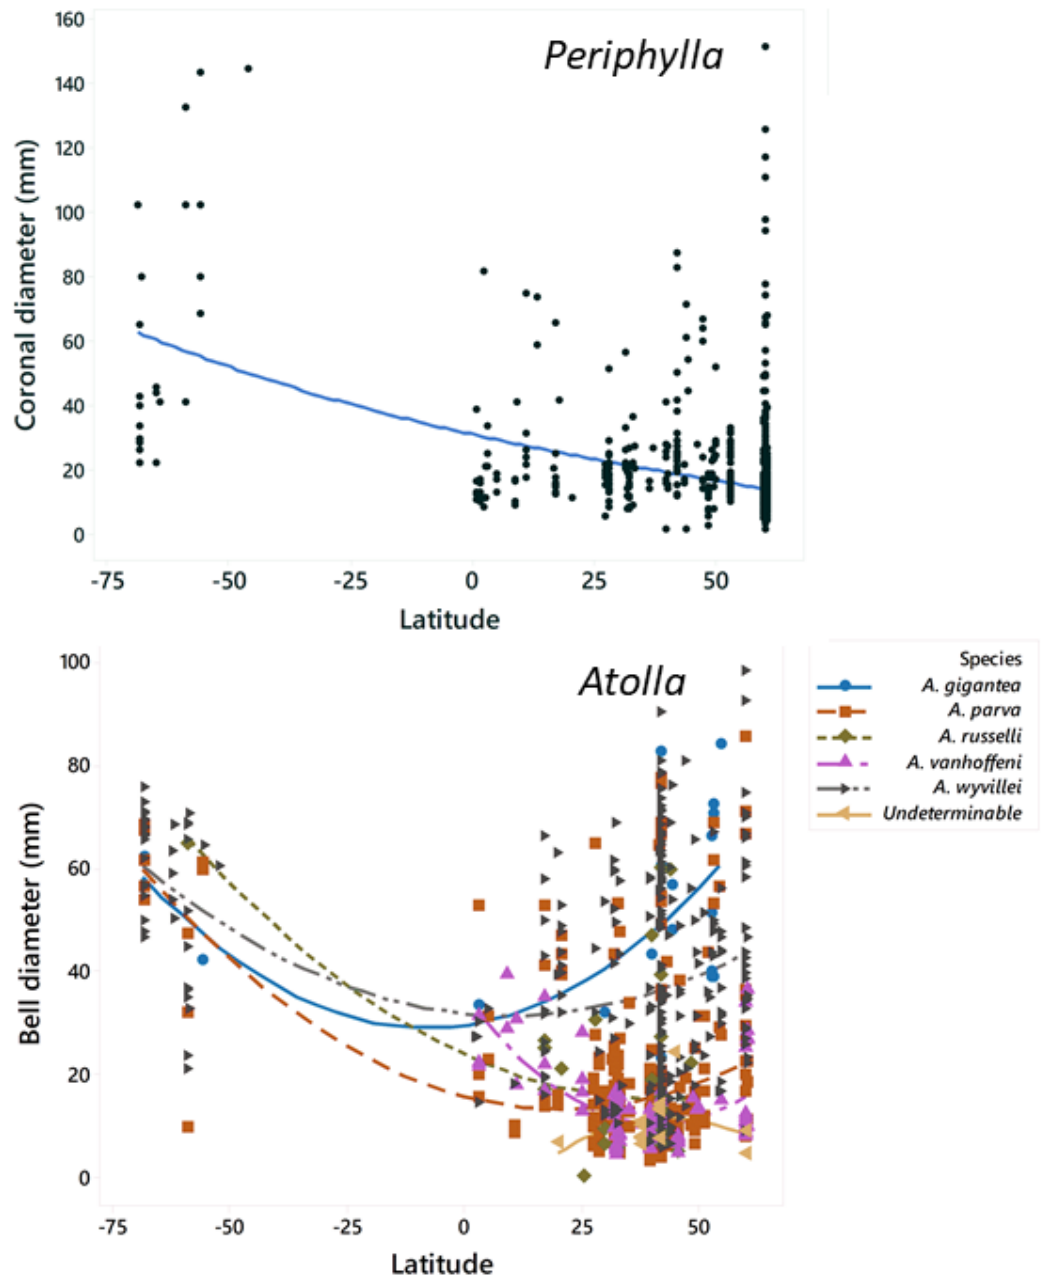 160
Periphylla
140
120
100
80
60
40
20
0
Coronal diameter (mm)
-75 -50 -25 0 25 50
Latitude
100
Atolla
80
60
40
20
0
Bell diameter (mm)
-75 -50 -25 0 25 50
Latitude
Species
A. gigantea
A. parva
A. russelli
A. vanhoffeni
A. wyvillei
Undeterminable